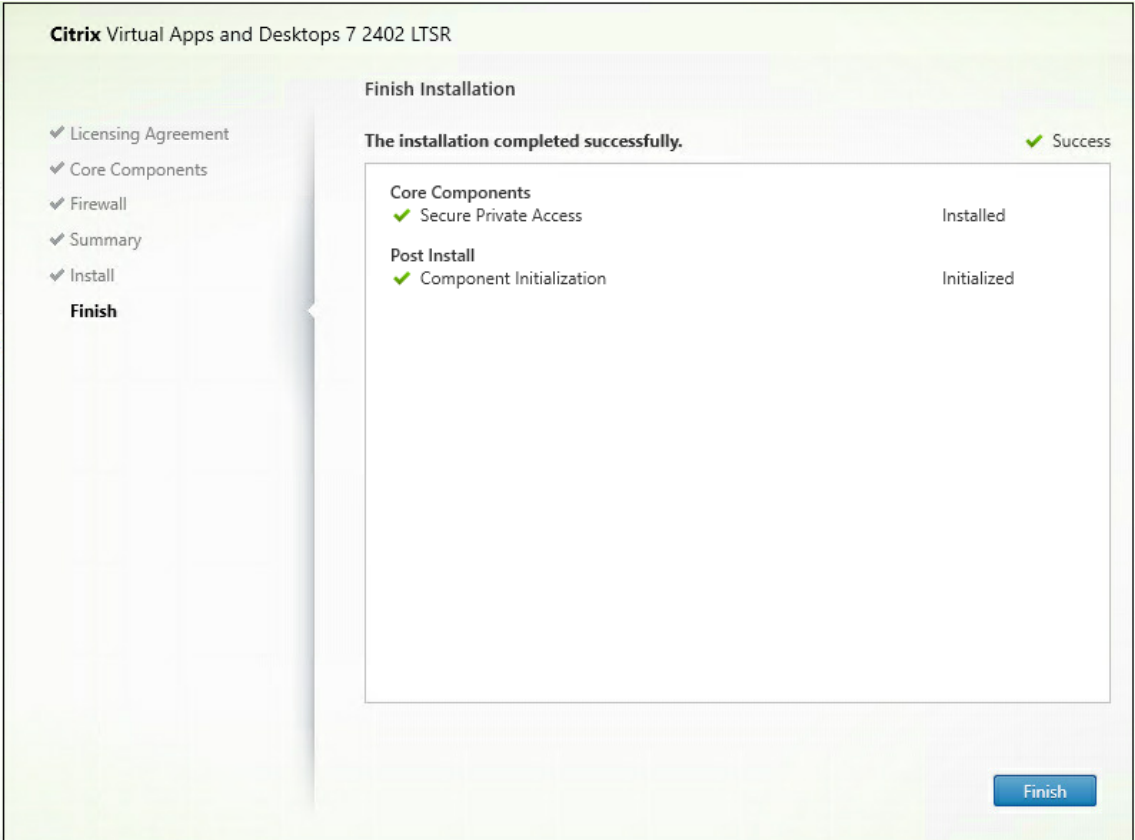 Citrix Virtual Apps and Desktops 7 2402 LTSR
Licensing Agreement
Core Components
Firewall
Summary
Install
Finish
Finish Installation
The installation completed successfully.
Success
Core Components
Secure Private Access Installed
Post Install
Component Initialization Initialized
Finish